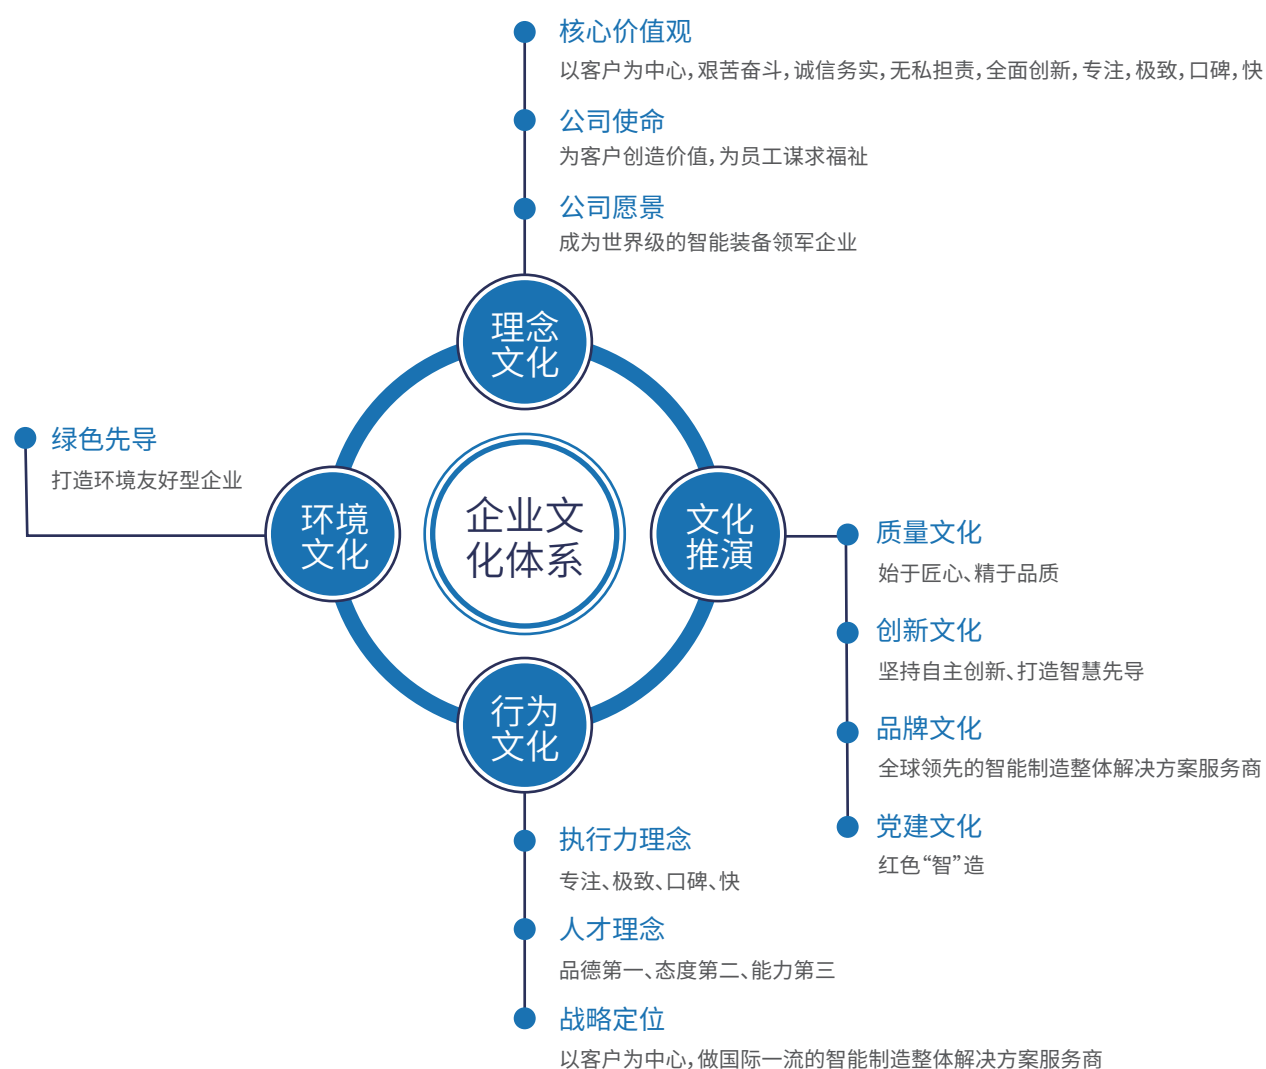 核心价值观
以客户为中心,艰苦奋斗,诚信务实,无私担责,全面创新,专注,极致,口碑,快
公司使命
为客户创造价值,为员工谋求福祉
公司愿景
成为世界级的智能装备领军企业
理念
文化
绿色先导
打造环境友好型企业
环境
文化
企业文
化体系
文化
推演
质量文化
始于匠心、精于品质
创新文化
坚持自主创新、打造智慧先导
品牌文化
全球领先的智能制造整体解决方案服务商
党建文化
红色“智”造
行为
文化
执行力理念
专注、极致、口碑、快
人才理念
品德第一、态度第二、能力第三
战略定位
以客户为中心,做国际一流的智能制造整体解决方案服务商